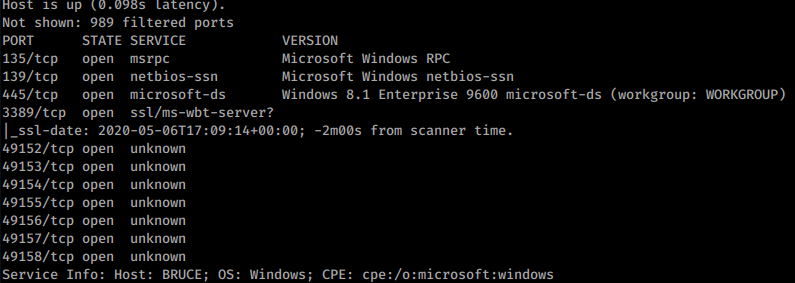 Host is up (0.098s latency).
Not shown: 989 filtered ports
PORT      STATE SERVICE            VERSION
135/tcp   open  msrpc              Microsoft Windows RPC
139/tcp   open  netbios-ssn        Microsoft Windows netbios-ssn
445/tcp   open  microsoft-ds       Windows 8.1 Enterprise 9600 microsoft-ds (workgroup: WORKGROUP)
3389/tcp  open  ssl/ms-wbt-server?
|_ssl-date: 2020-05-06T17:09:14+00:00; -2m00s from scanner time.
49152/tcp open  unknown
49153/tcp open  unknown
49154/tcp open  unknown
49155/tcp open  unknown
49156/tcp open  unknown
49157/tcp open  unknown
49158/tcp open  unknown
Service Info: Host: BRUCE; OS: Windows; CPE: cpe:/o:microsoft:windows